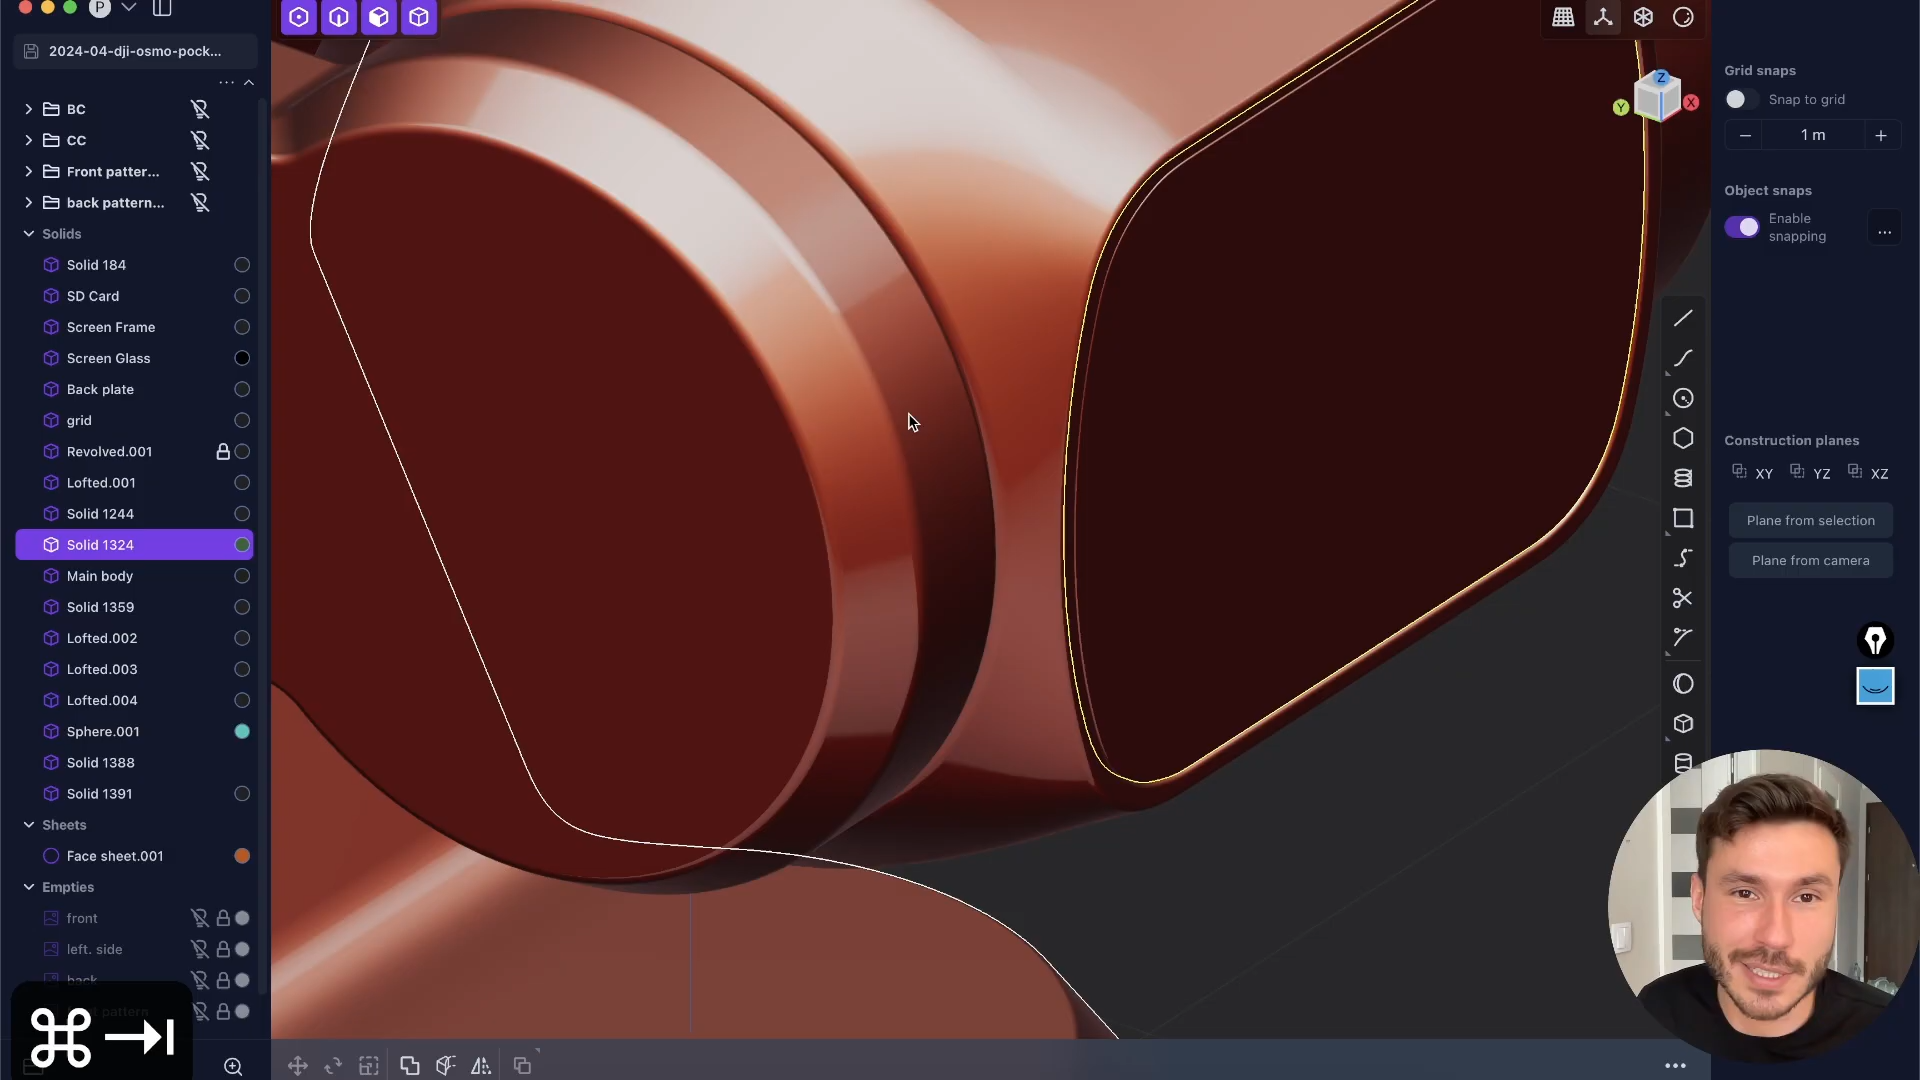 P
2024-04-dji-osmo-pock...
BC
CC
Front patter...
back pattern...
Solids
Solid 184
SD Card
Screen Frame
Screen Glass
Back plate
grid
Revolved.001
Lofted.001
Solid 1244
Solid 1324
Main body
Solid 1359
Lofted.002
Lofted.003
Lofted.004
Sphere.001
Solid 1388
Solid 1391
Sheets
Face sheet.001
Empties
front
left. side
back
pattern
Z
Y
X
Grid snaps
Snap to grid
1 m
Object snaps
Enable
snapping
...
Construction planes
XY
YZ
XZ
Plane from selection
Plane from camera